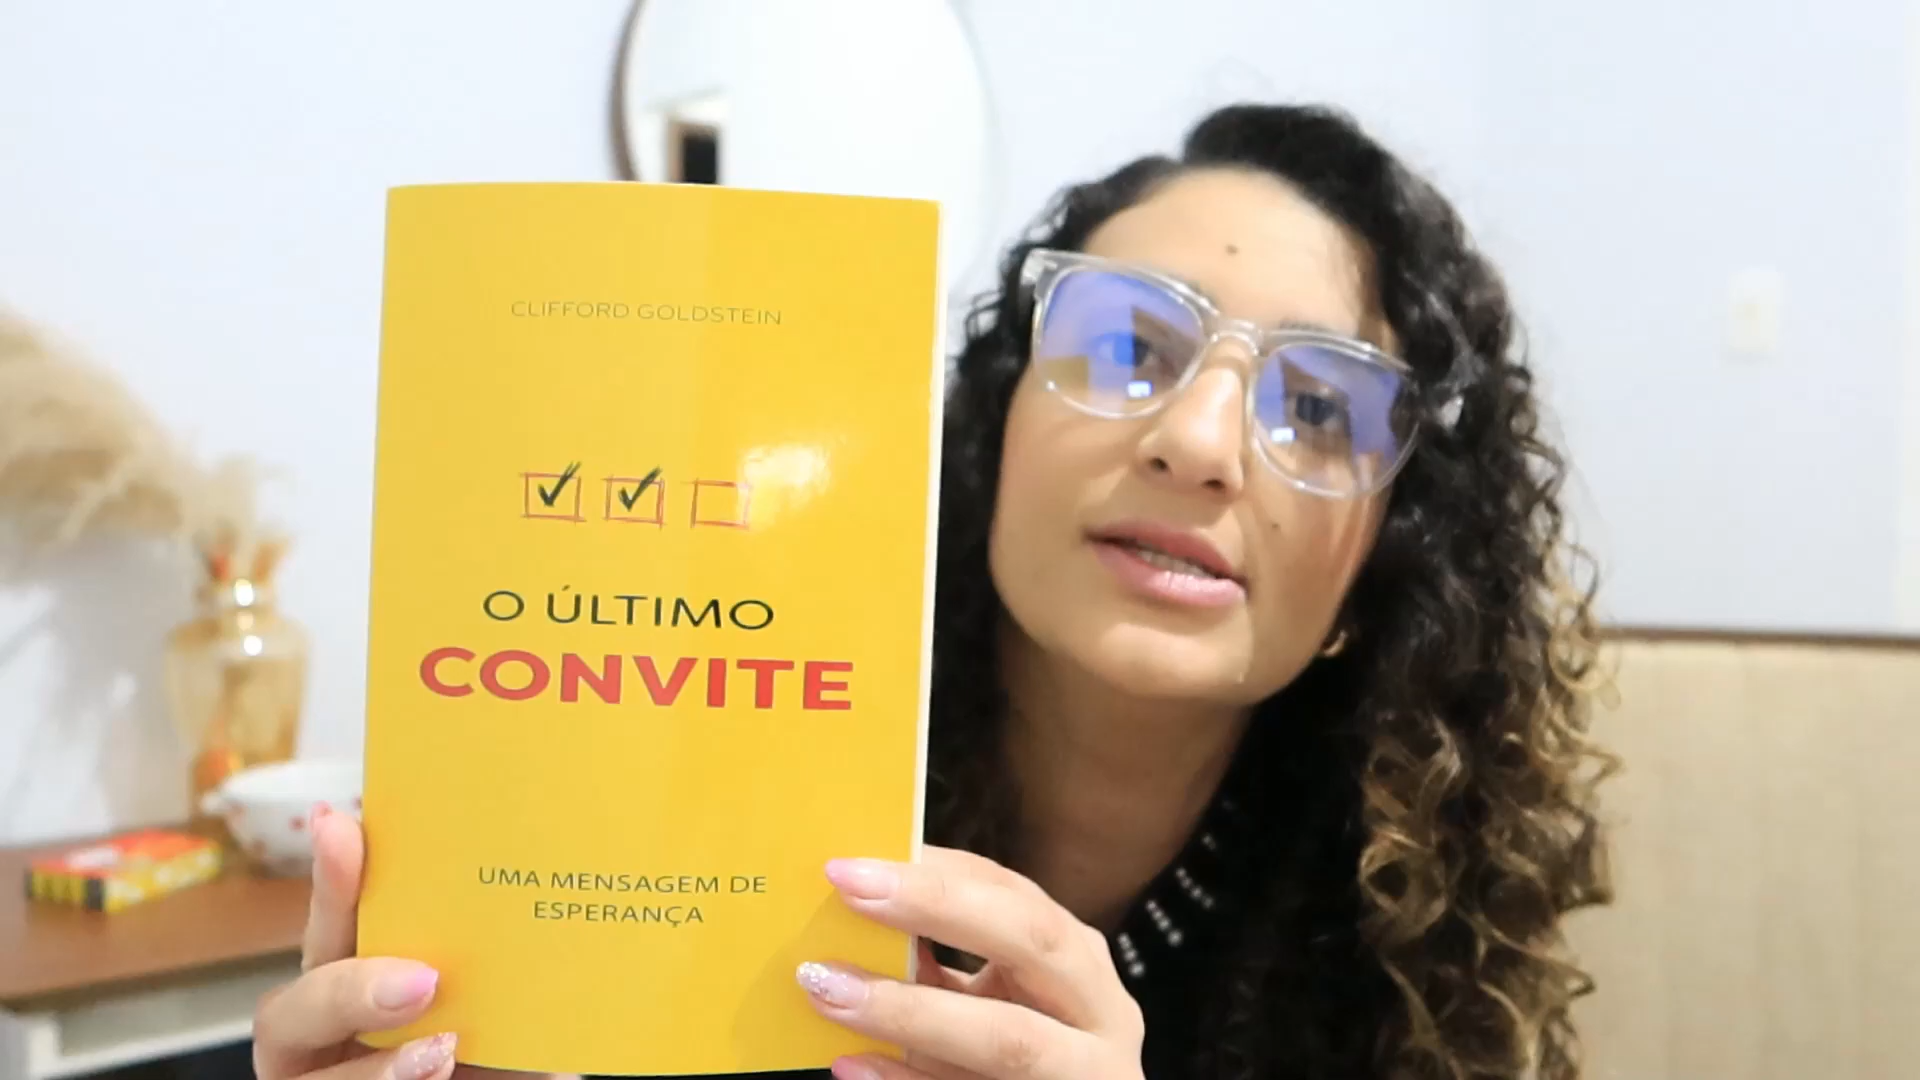 CLIFFORD GOLDSTEIN
O ÚLTIMO
CONVITE
UMA MENSAGEM DE
ESPERANÇA